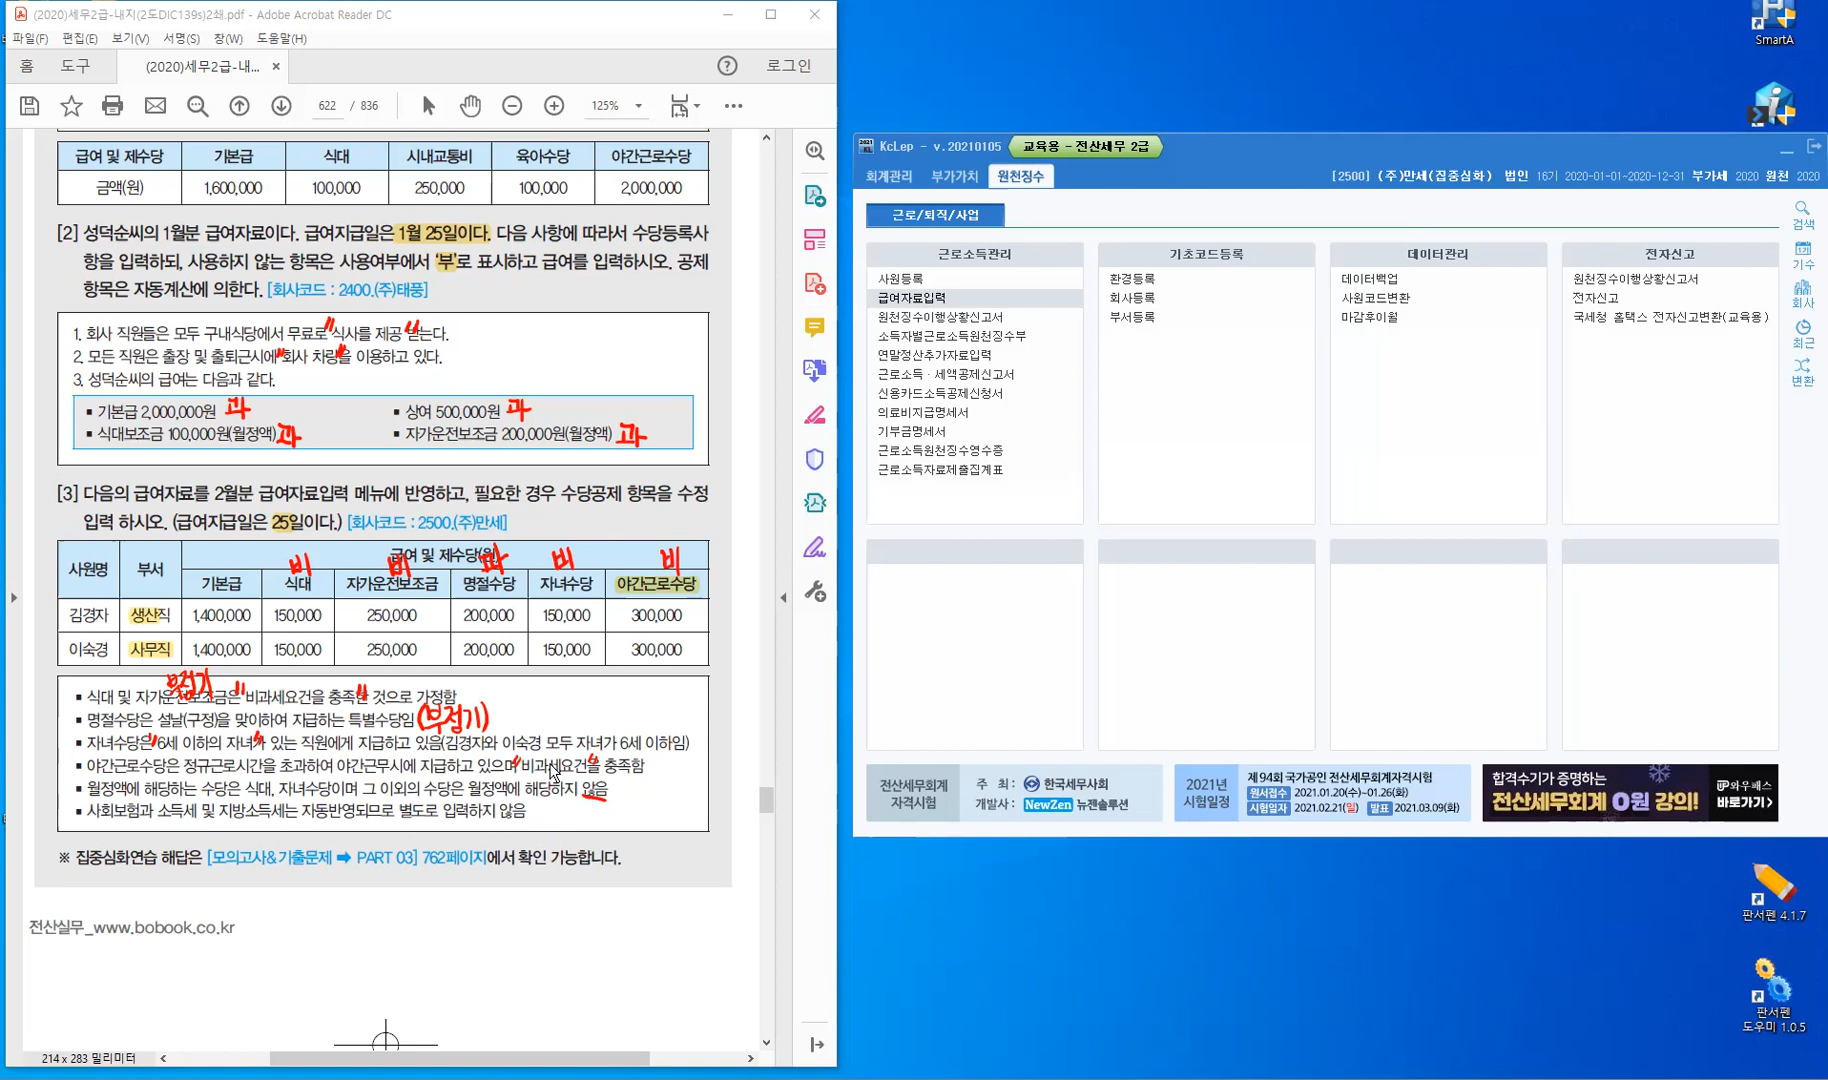 (2020)세무2급-내지(2도DIC139s)2쇄.pdf - Adobe Acrobat Reader DC
파일(F) 편집(E) 보기(V) 서명(S) 창(W) 도움말(H)
홈 도구 (2020)세무2급-내... × 로그인
622 / 836 125%
급여 및 제수당 기본급 식대 시내교통비 육아수당 야간근로수당
금액(원) 1,600,000 100,000 250,000 100,000 2,000,000
[2] 성덕순씨의 1월분 급여자료이다. 급여지급일은 1월 25일이다. 다음 사항에 따라서 수당등록사
항을 입력하되, 사용하지 않는 항목은 사용여부에서 '부'로 표시하고 급여를 입력하시오. 공제
항목은 자동계산에 의한다. [회사코드 : 2400.(주)태풍]
1. 회사 직원들은 모두 구내식당에서 무료로 식사를 제공 받는다.
2. 모든 직원은 출장 및 출퇴근시에 회사 차량을 이용하고 있다.
3. 성덕순씨의 급여는 다음과 같다.
▪ 기본급 2,000,000원 과 ▪ 상여 500,000원 과
▪ 식대보조금 100,000원(월정액) 과 ▪ 자가운전보조금 200,000원(월정액) 과
[3] 다음의 급여자료를 2월분 급여자료입력 메뉴에 반영하고, 필요한 경우 수당공제 항목을 수정
입력 하시오. (급여지급일은 25일이다.) [회사코드 : 2500.(주)만세]
사원명 부서 급여 및 제수당(원)
비 비 과 비 비
기본급 식대 자가운전보조금 명절수당 자녀수당 야간근로수당
김경자 생산직 1,400,000 150,000 250,000 200,000 150,000 300,000
이숙경 사무직 1,400,000 150,000 250,000 200,000 150,000 300,000
부정기
▪ 식대 및 자가운전보조금은 비과세요건을 충족한 것으로 가정함
▪ 명절수당은 설날(구정)을 맞이하여 지급하는 특별수당임 (부정기)
▪ 자녀수당은 6세 이하의 자녀가 있는 직원에게 지급하고 있음(김경자와 이숙경 모두 자녀가 6세 이하임)
▪ 야간근로수당은 정규근로시간을 초과하여 야간근무시에 지급하고 있으며 비과세요건을 충족함
▪ 월정액에 해당하는 수당은 식대, 자녀수당이며 그 이외의 수당은 월정액에 해당하지 않음
▪ 사회보험과 소득세 및 지방소득세는 자동반영되므로 별도로 입력하지 않음
※ 집중심화연습 해답은 [모의고사&기출문제 ➡ PART 03] 762페이지에서 확인 가능합니다.
전산실무_www.bobook.co.kr
214 x 283 밀리미터
SmartA
KcLep - v.20210105 교육용 - 전산세무 2급
회계관리 부가가치 원천징수 [2500] (주)만세(집중심화) 법인 16기 2020-01-01~2020-12-31 부가세 2020 원천 2020
근로/퇴직/사업
근로소득관리
사원등록
급여자료입력
원천징수이행상황신고서
소득자별근로소득원천징수부
연말정산추가자료입력
근로소득 · 세액공제신고서
신용카드소득공제신청서
의료비지급명세서
기부금명세서
근로소득원천징수영수증
근로소득자료제출집계표
기초코드등록
환경등록
회사등록
부서등록
데이터관리
데이터백업
사원코드변환
마감후이월
전자신고
원천징수이행상황신고서
전자신고
국세청 홈택스 전자신고변환(교육용)
검색
기수
회사
최근
변환
전산세무회계
자격시험
주 최 : 한국세무사회
개발사 : NewZen 뉴젠솔루션
2021년
시험일정
제94회 국가공인 전산세무회계자격시험
원서접수 2021.01.20(수)~01.26(화)
시험일자 2021.02.21(일) 발표 2021.03.09(화)
합격수기가 증명하는
전산세무회계 0원 강의!
와우패스
바로가기
판서펜 4.1.7
판서펜
도우미 1.0.5